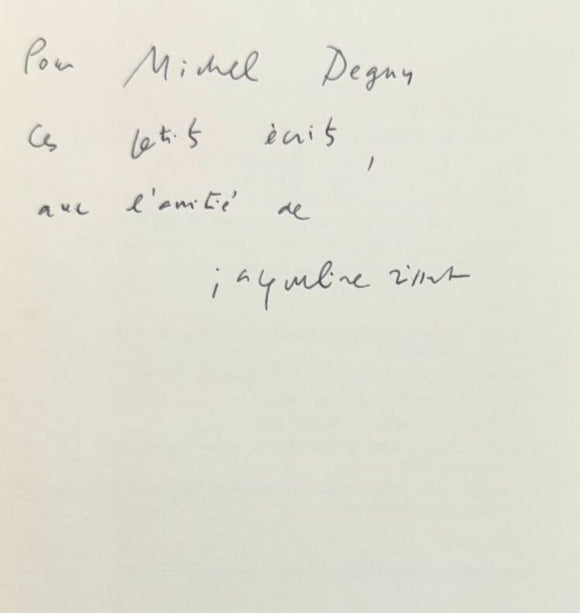 Pour Michel Deguy
Ces petits écrits,
avec l'amitié de
jacqueline risset